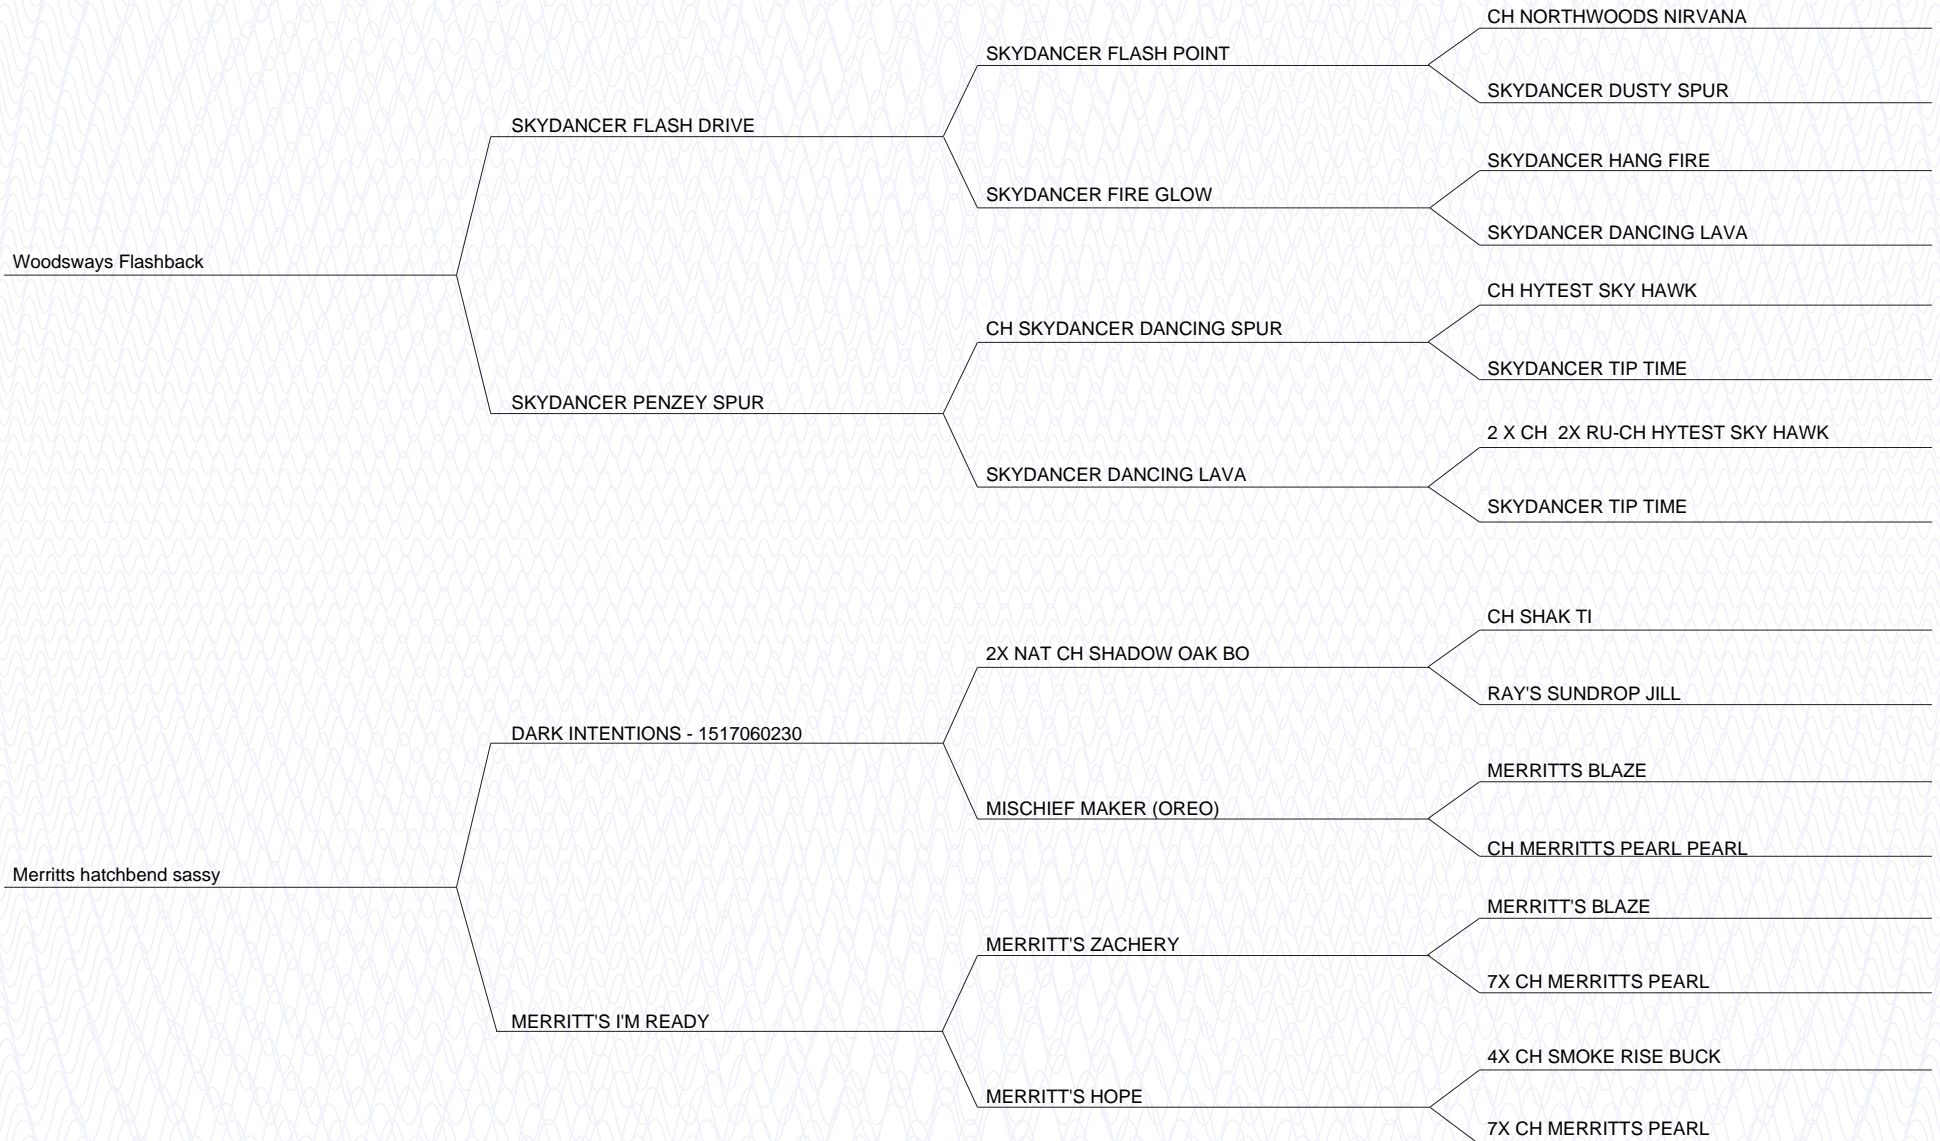 CH NORTHWOODS NIRVANA
SKYDANCER FLASH POINT
SKYDANCER DUSTY SPUR
SKYDANCER FLASH DRIVE
SKYDANCER HANG FIRE
SKYDANCER FIRE GLOW
SKYDANCER DANCING LAVA
Woodsways Flashback
CH HYTEST SKY HAWK
CH SKYDANCER DANCING SPUR
SKYDANCER TIP TIME
SKYDANCER PENZEY SPUR
2 X CH  2X RU-CH HYTEST SKY HAWK
SKYDANCER DANCING LAVA
SKYDANCER TIP TIME
CH SHAK TI
2X NAT CH SHADOW OAK BO
RAY'S SUNDROP JILL
DARK INTENTIONS - 1517060230
MERRITTS BLAZE
MISCHIEF MAKER (OREO)
CH MERRITTS PEARL PEARL
Merritts hatchbend sassy
MERRITT'S BLAZE
MERRITT'S ZACHERY
7X CH MERRITTS PEARL
MERRITT'S I'M READY
4X CH SMOKE RISE BUCK
MERRITT'S HOPE
7X CH MERRITTS PEARL